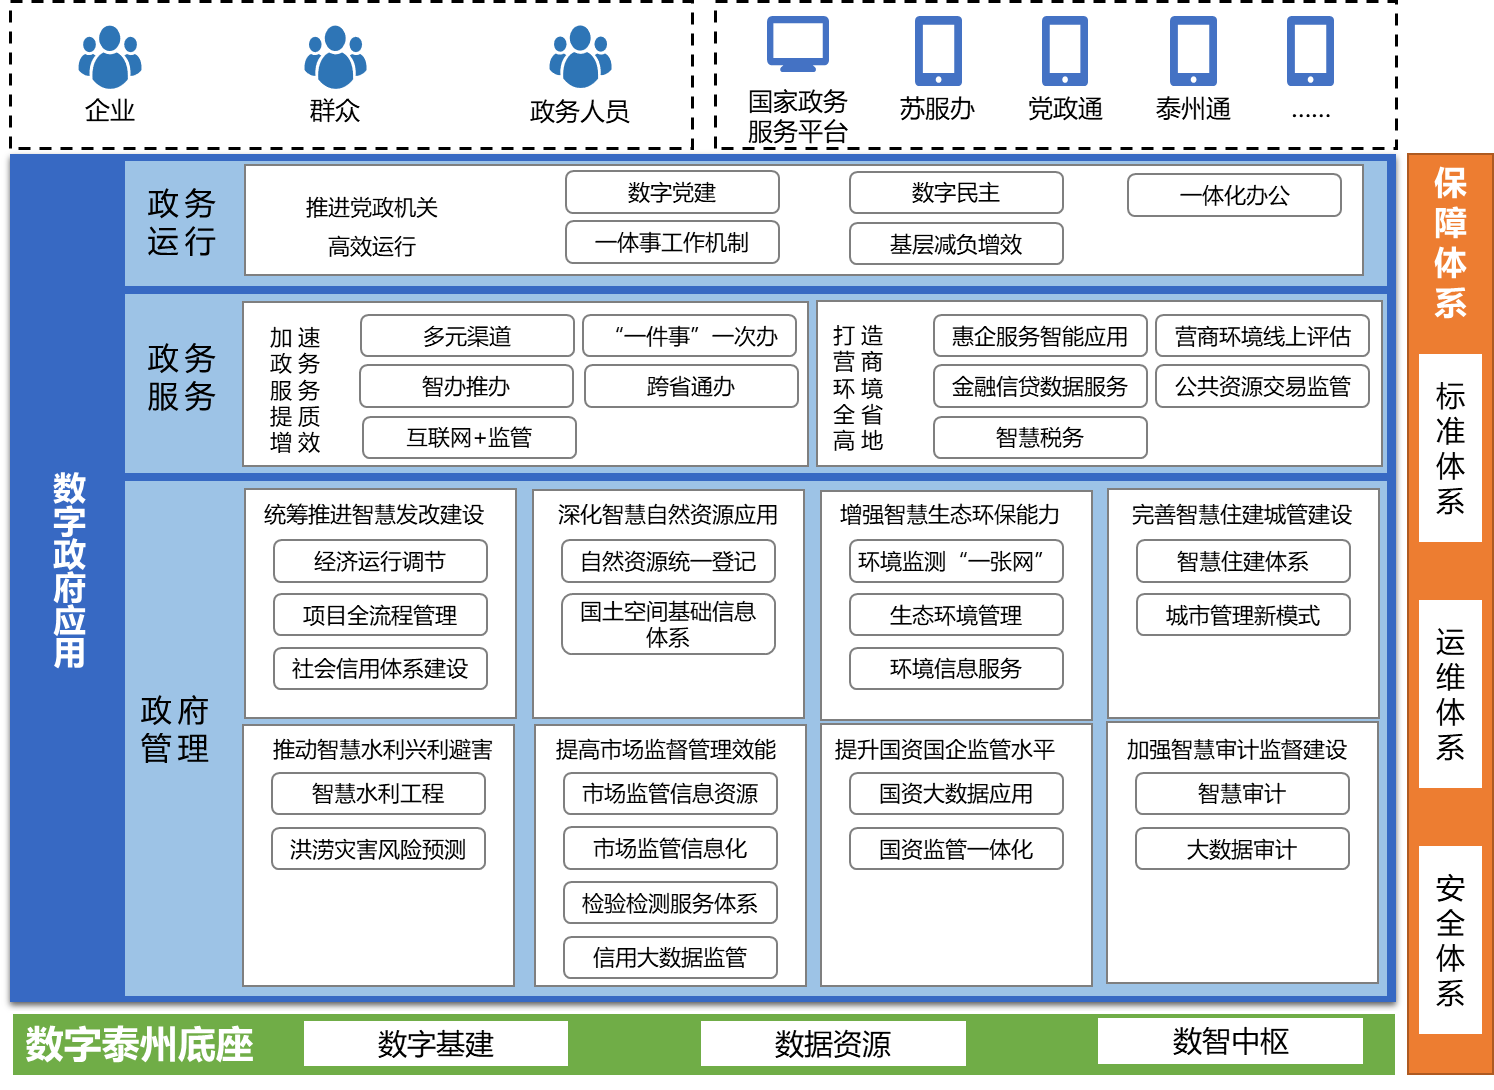 企业
群众
政务人员
国家政务
服务平台
苏服办
党政通
泰州通
……
数字政府应用
政务
运行
推进党政机关
高效运行
数字党建
数字民主
一体化办公
一体事工作机制
基层减负增效
政务
服务
加速
政务
服务
提质
增效
多元渠道
“一件事”一次办
智办推办
跨省通办
互联网+监管
打造
营商
环境
全省
高地
惠企服务智能应用
营商环境线上评估
金融信贷数据服务
公共资源交易监管
智慧税务
政府
管理
统筹推进智慧发改建设
经济运行调节
项目全流程管理
社会信用体系建设
深化智慧自然资源应用
自然资源统一登记
国土空间基础信息
体系
增强智慧生态环保能力
环境监测“一张网”
生态环境管理
环境信息服务
完善智慧住建城管建设
智慧住建体系
城市管理新模式
推动智慧水利兴利避害
智慧水利工程
洪涝灾害风险预测
提高市场监督管理效能
市场监管信息资源
市场监管信息化
检验检测服务体系
信用大数据监管
提升国资国企监管水平
国资大数据应用
国资监管一体化
加强智慧审计监督建设
智慧审计
大数据审计
保障体系
标准体系
运维体系
安全体系
数字泰州底座
数字基建
数据资源
数智中枢